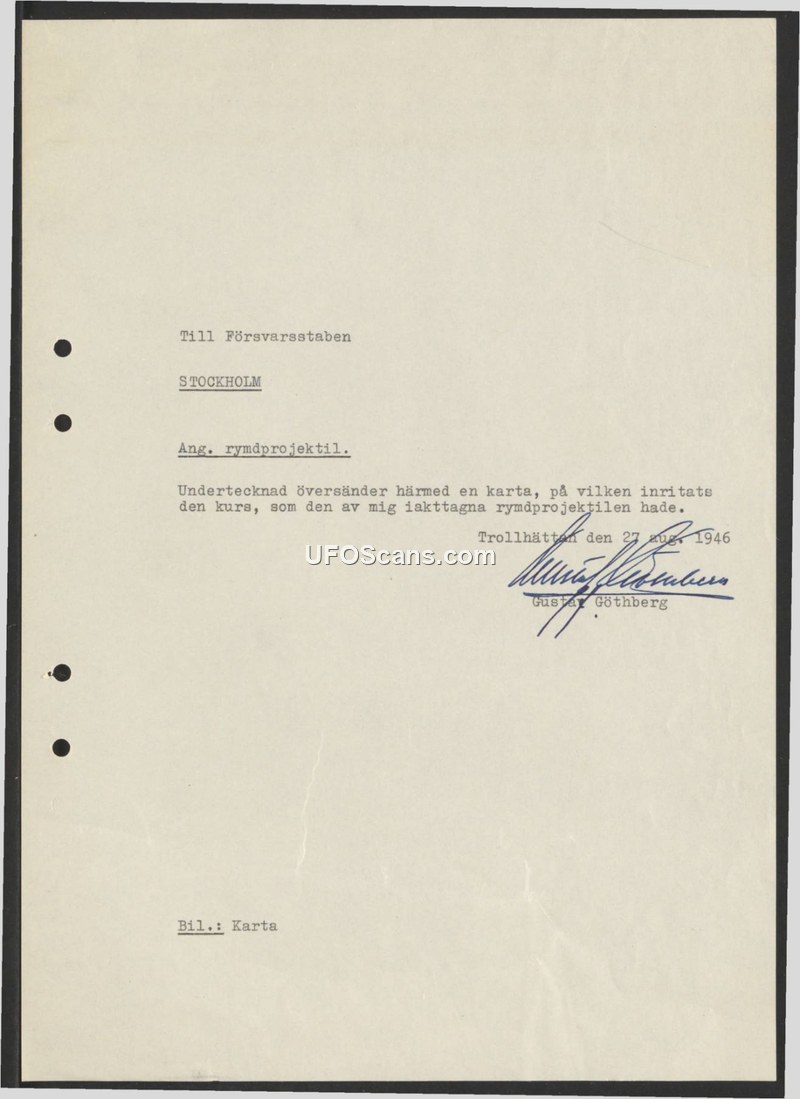 Till Försvarsstaben
STOCKHOLM
Ang. rymdprojektil.
Undertecknad översänder härmed en karta, på vilken inritats
den kurs, som den av mig iakttagna rymdprojektilen hade.
Trollhättan den 27 aug. 1946
UFOScans.com
Gustav Göthberg
Bil.: Karta